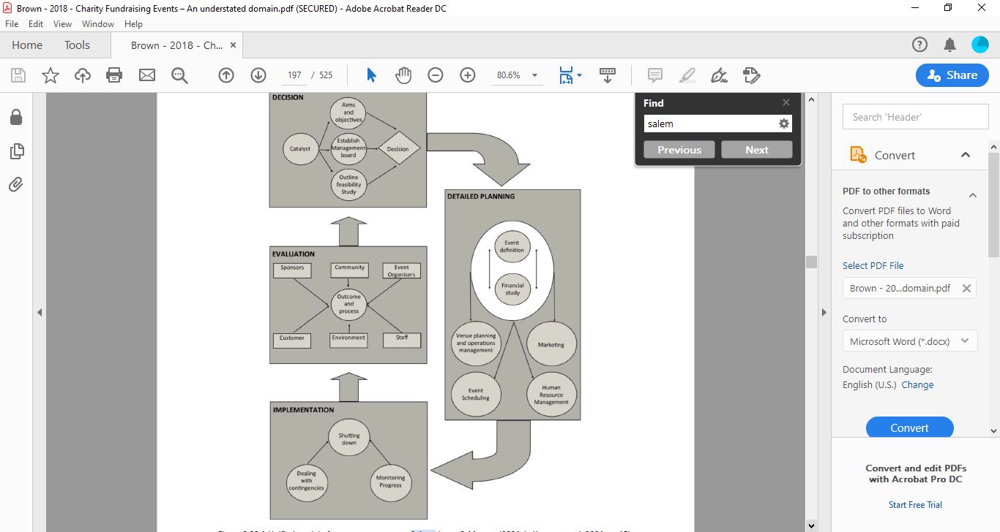 Brown - 2018 - Charity Fundraising Events – An understated domain.pdf (SECURED) - Adobe Acrobat Reader DC
File Edit View Window Help
Home Tools Brown - 2018 - Ch... ×
197 / 525 80.6% Share
Find
salem
Previous Next
DECISION
Aims
and
objectives
Catalyst
Establish
Management
board
Decision
Outline
feasibility
Study
DETAILED PLANNING
Event
definition
Financial
study
Venue planning
and operations
management
Marketing
Event
Scheduling
Human
Resource
Management
EVALUATION
Sponsors
Community
Event
Organisers
Outcome
and
process
Customer
Environment
Staff
IMPLEMENTATION
Shutting
down
Dealing
with
contingencies
Monitoring
Progress
Search 'Header'
Convert
PDF to other formats
Convert PDF files to Word
and other formats with paid
subscription
Select PDF File
Brown - 20...domain.pdf
Convert to
Microsoft Word (*.docx)
Document Language:
English (U.S.) Change
Convert
Convert and edit PDFs
with Acrobat Pro DC
Start Free Trial